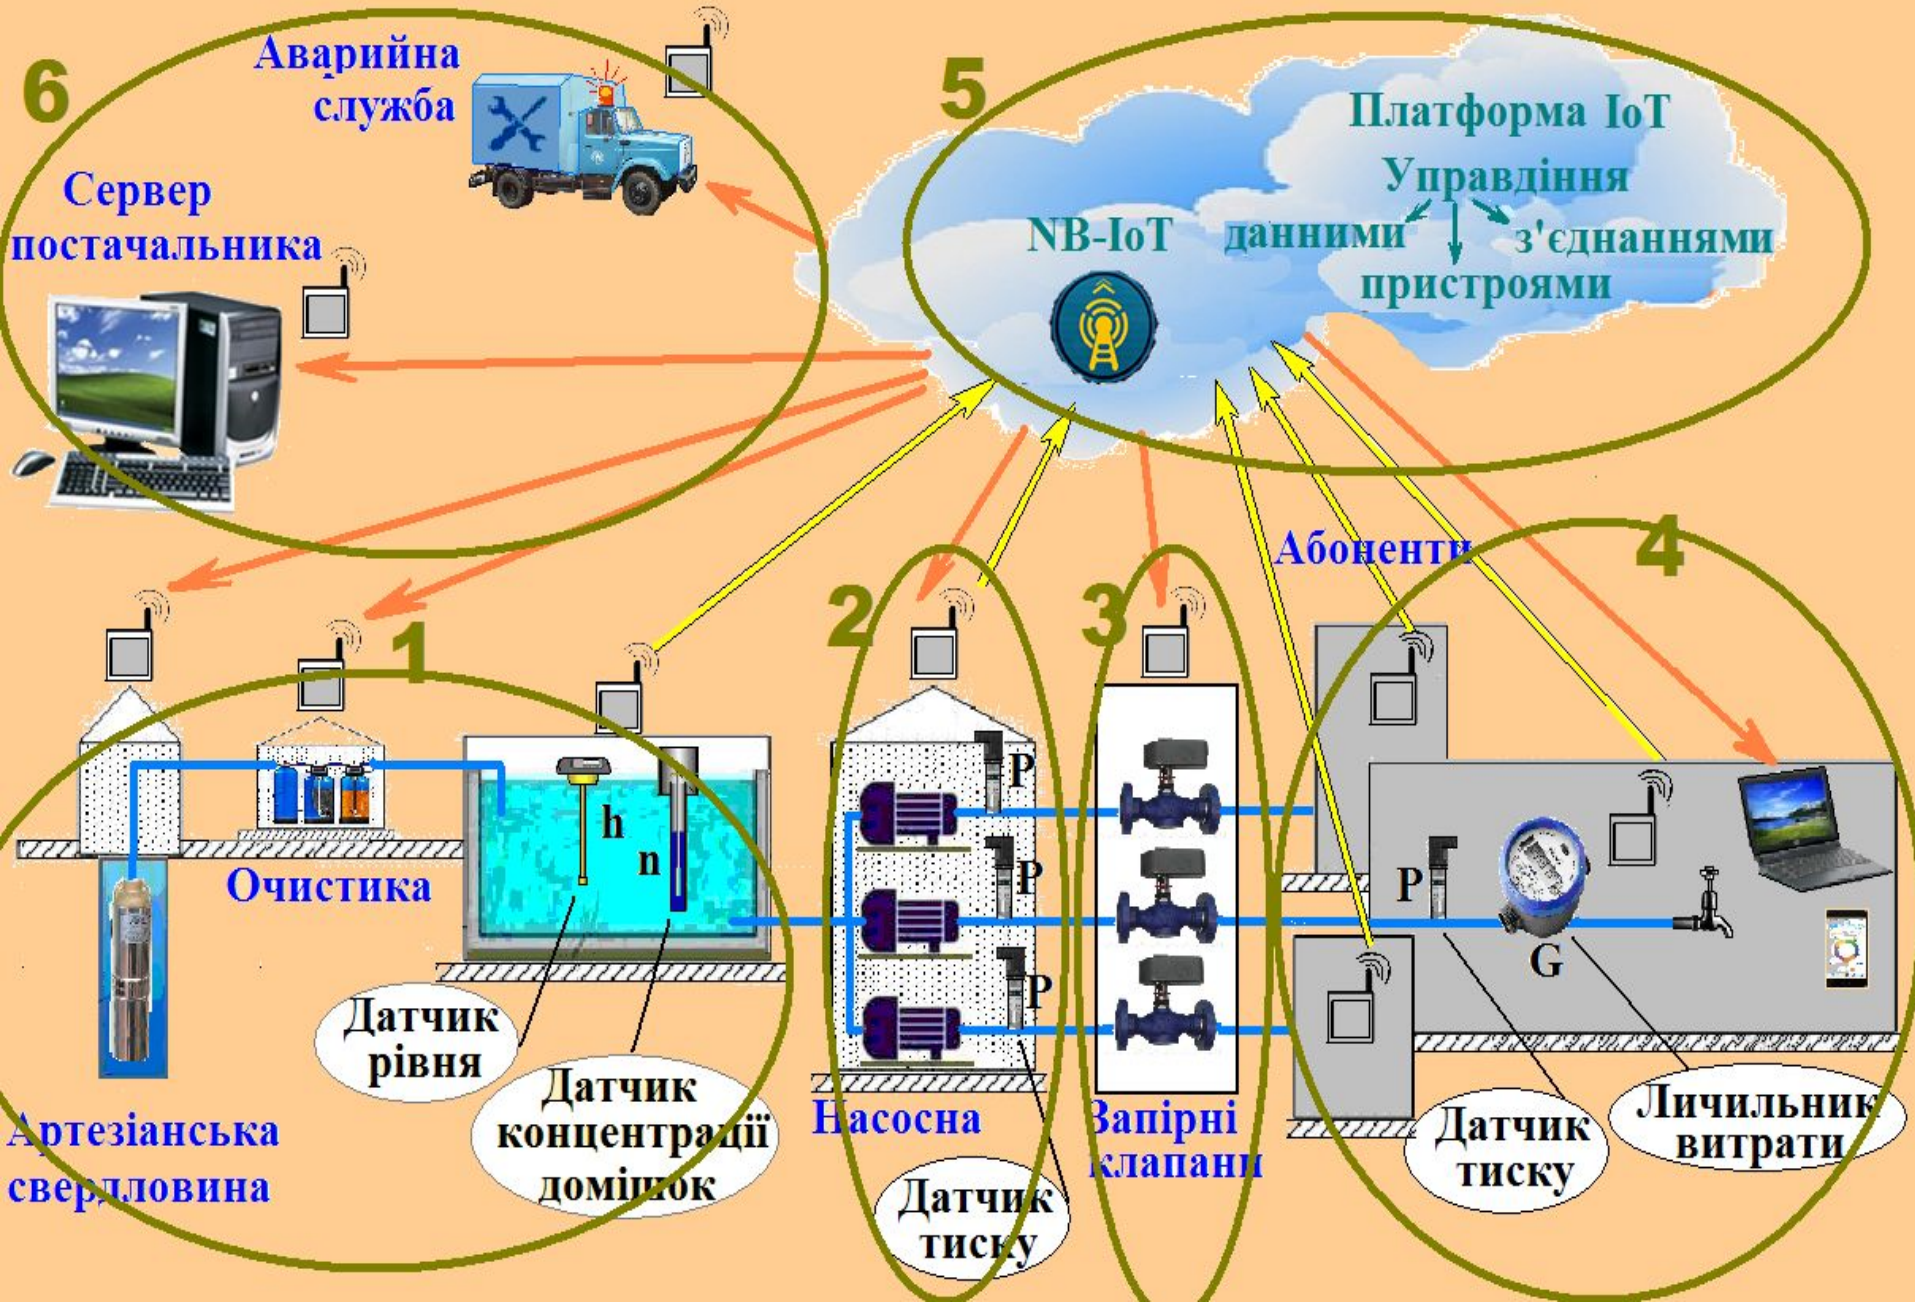 6
Аварийна
служба
Сервер
постачальника
5
Платформа IoT
Управдіння
NB-IoT
данними
з'єднаннями
пристроями
Абоненти
1
2
3
4
P
P
P
h
n
P
G
Очистика
Датчик
рівня
Датчик
концентрації
домішок
Артезіанська
свердловина
Насосна
Запірні
клапани
Датчик
тиску
Датчик
тиску
Личильник
витрати